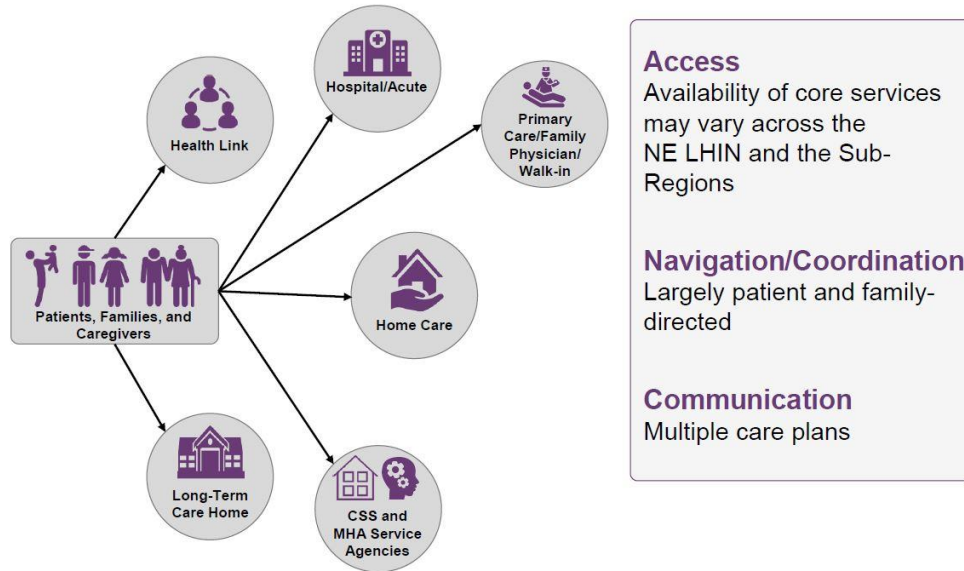 Hospital/Acute
Health Link
Primary
Care/Family
Physician/
Walk-in
Patients, Families, and
Caregivers
Home Care
Long-Term
Care Home
CSS and
MHA Service
Agencies
Access
Availability of core services
may vary across the
NE LHIN and the Sub-
Regions
Navigation/Coordination
Largely patient and family-
directed
Communication
Multiple care plans